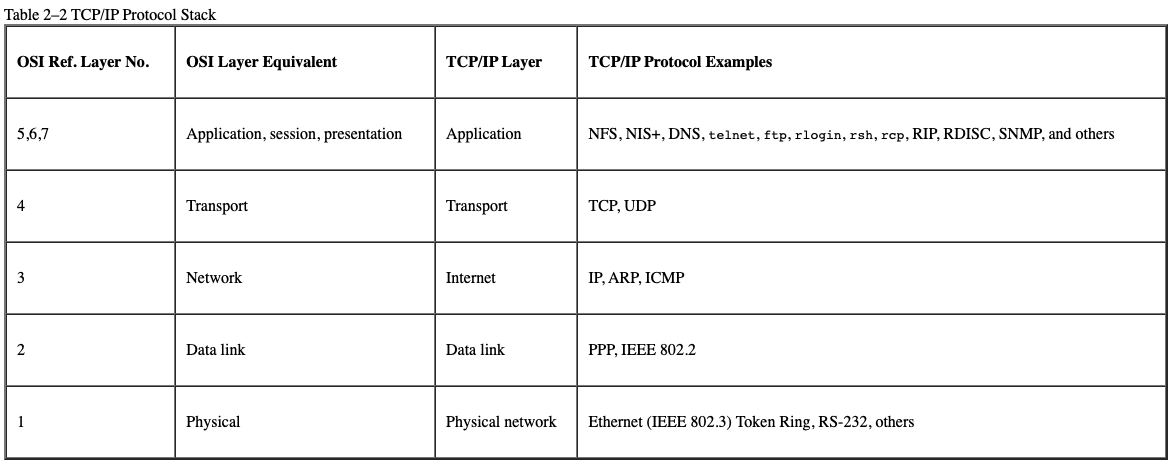 Table 2–2 TCP/IP Protocol Stack
OSI Ref. Layer No. OSI Layer Equivalent TCP/IP Layer TCP/IP Protocol Examples
5,6,7 Application, session, presentation Application NFS, NIS+, DNS, telnet, ftp, rlogin, rsh, rcp, RIP, RDISC, SNMP, and others
4 Transport Transport TCP, UDP
3 Network Internet IP, ARP, ICMP
2 Data link Data link PPP, IEEE 802.2
1 Physical Physical network Ethernet (IEEE 802.3) Token Ring, RS-232, others